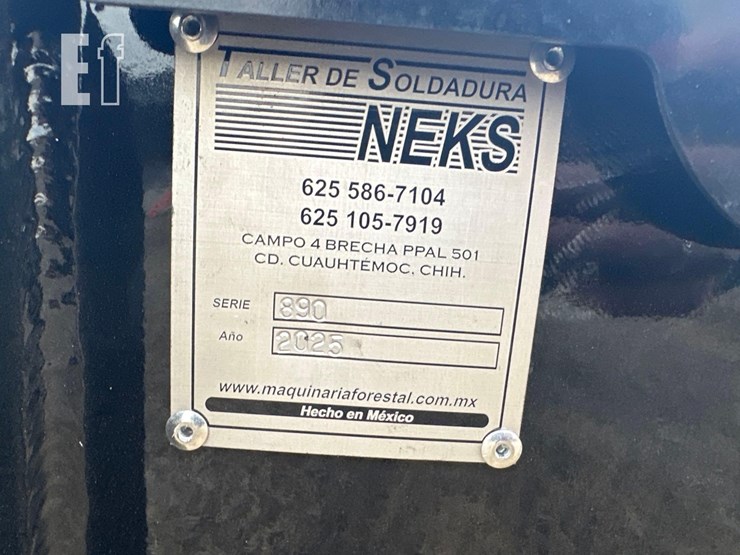 Ef
TALLER DE SOLDADURA
NEKS
625 586-7104
625 105-7919
CAMPO 4 BRECHA PPAL 501
CD. CUAUHTÉMOC, CHIH.
SERIE 890
Año 2025
www.maquinariaforestal.com.mx
Hecho en México